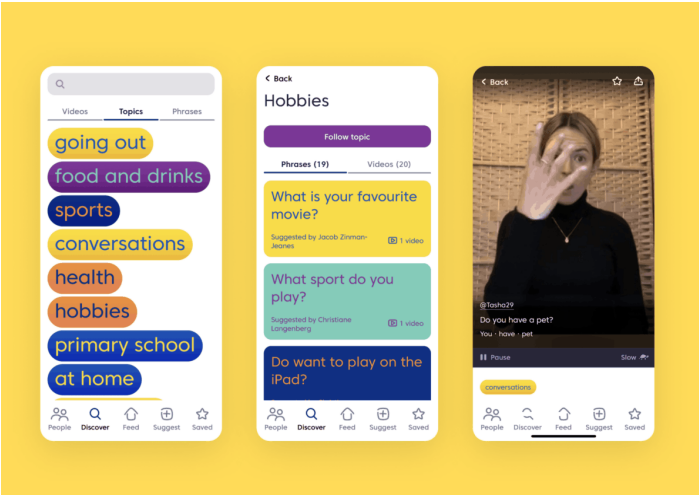 Videos Topics Phrases
going out
food and drinks
sports
conversations
health
hobbies
primary school
at home
People Discover Feed Suggest Saved
Back
Hobbies
Follow topic
Phrases (19) Videos (20)
What is your favourite
movie?
Suggested by Jacob Zinman-
Jeanes
1 video
What sport do you
play?
Suggested by Christiane
Langenberg
1 video
Do want to play on the
iPad?
People Discover Feed Suggest Saved
Back
@Tasha29
Do you have a pet?
You · have · pet
Pause Slow
conversations
People Discover Feed Suggest Saved